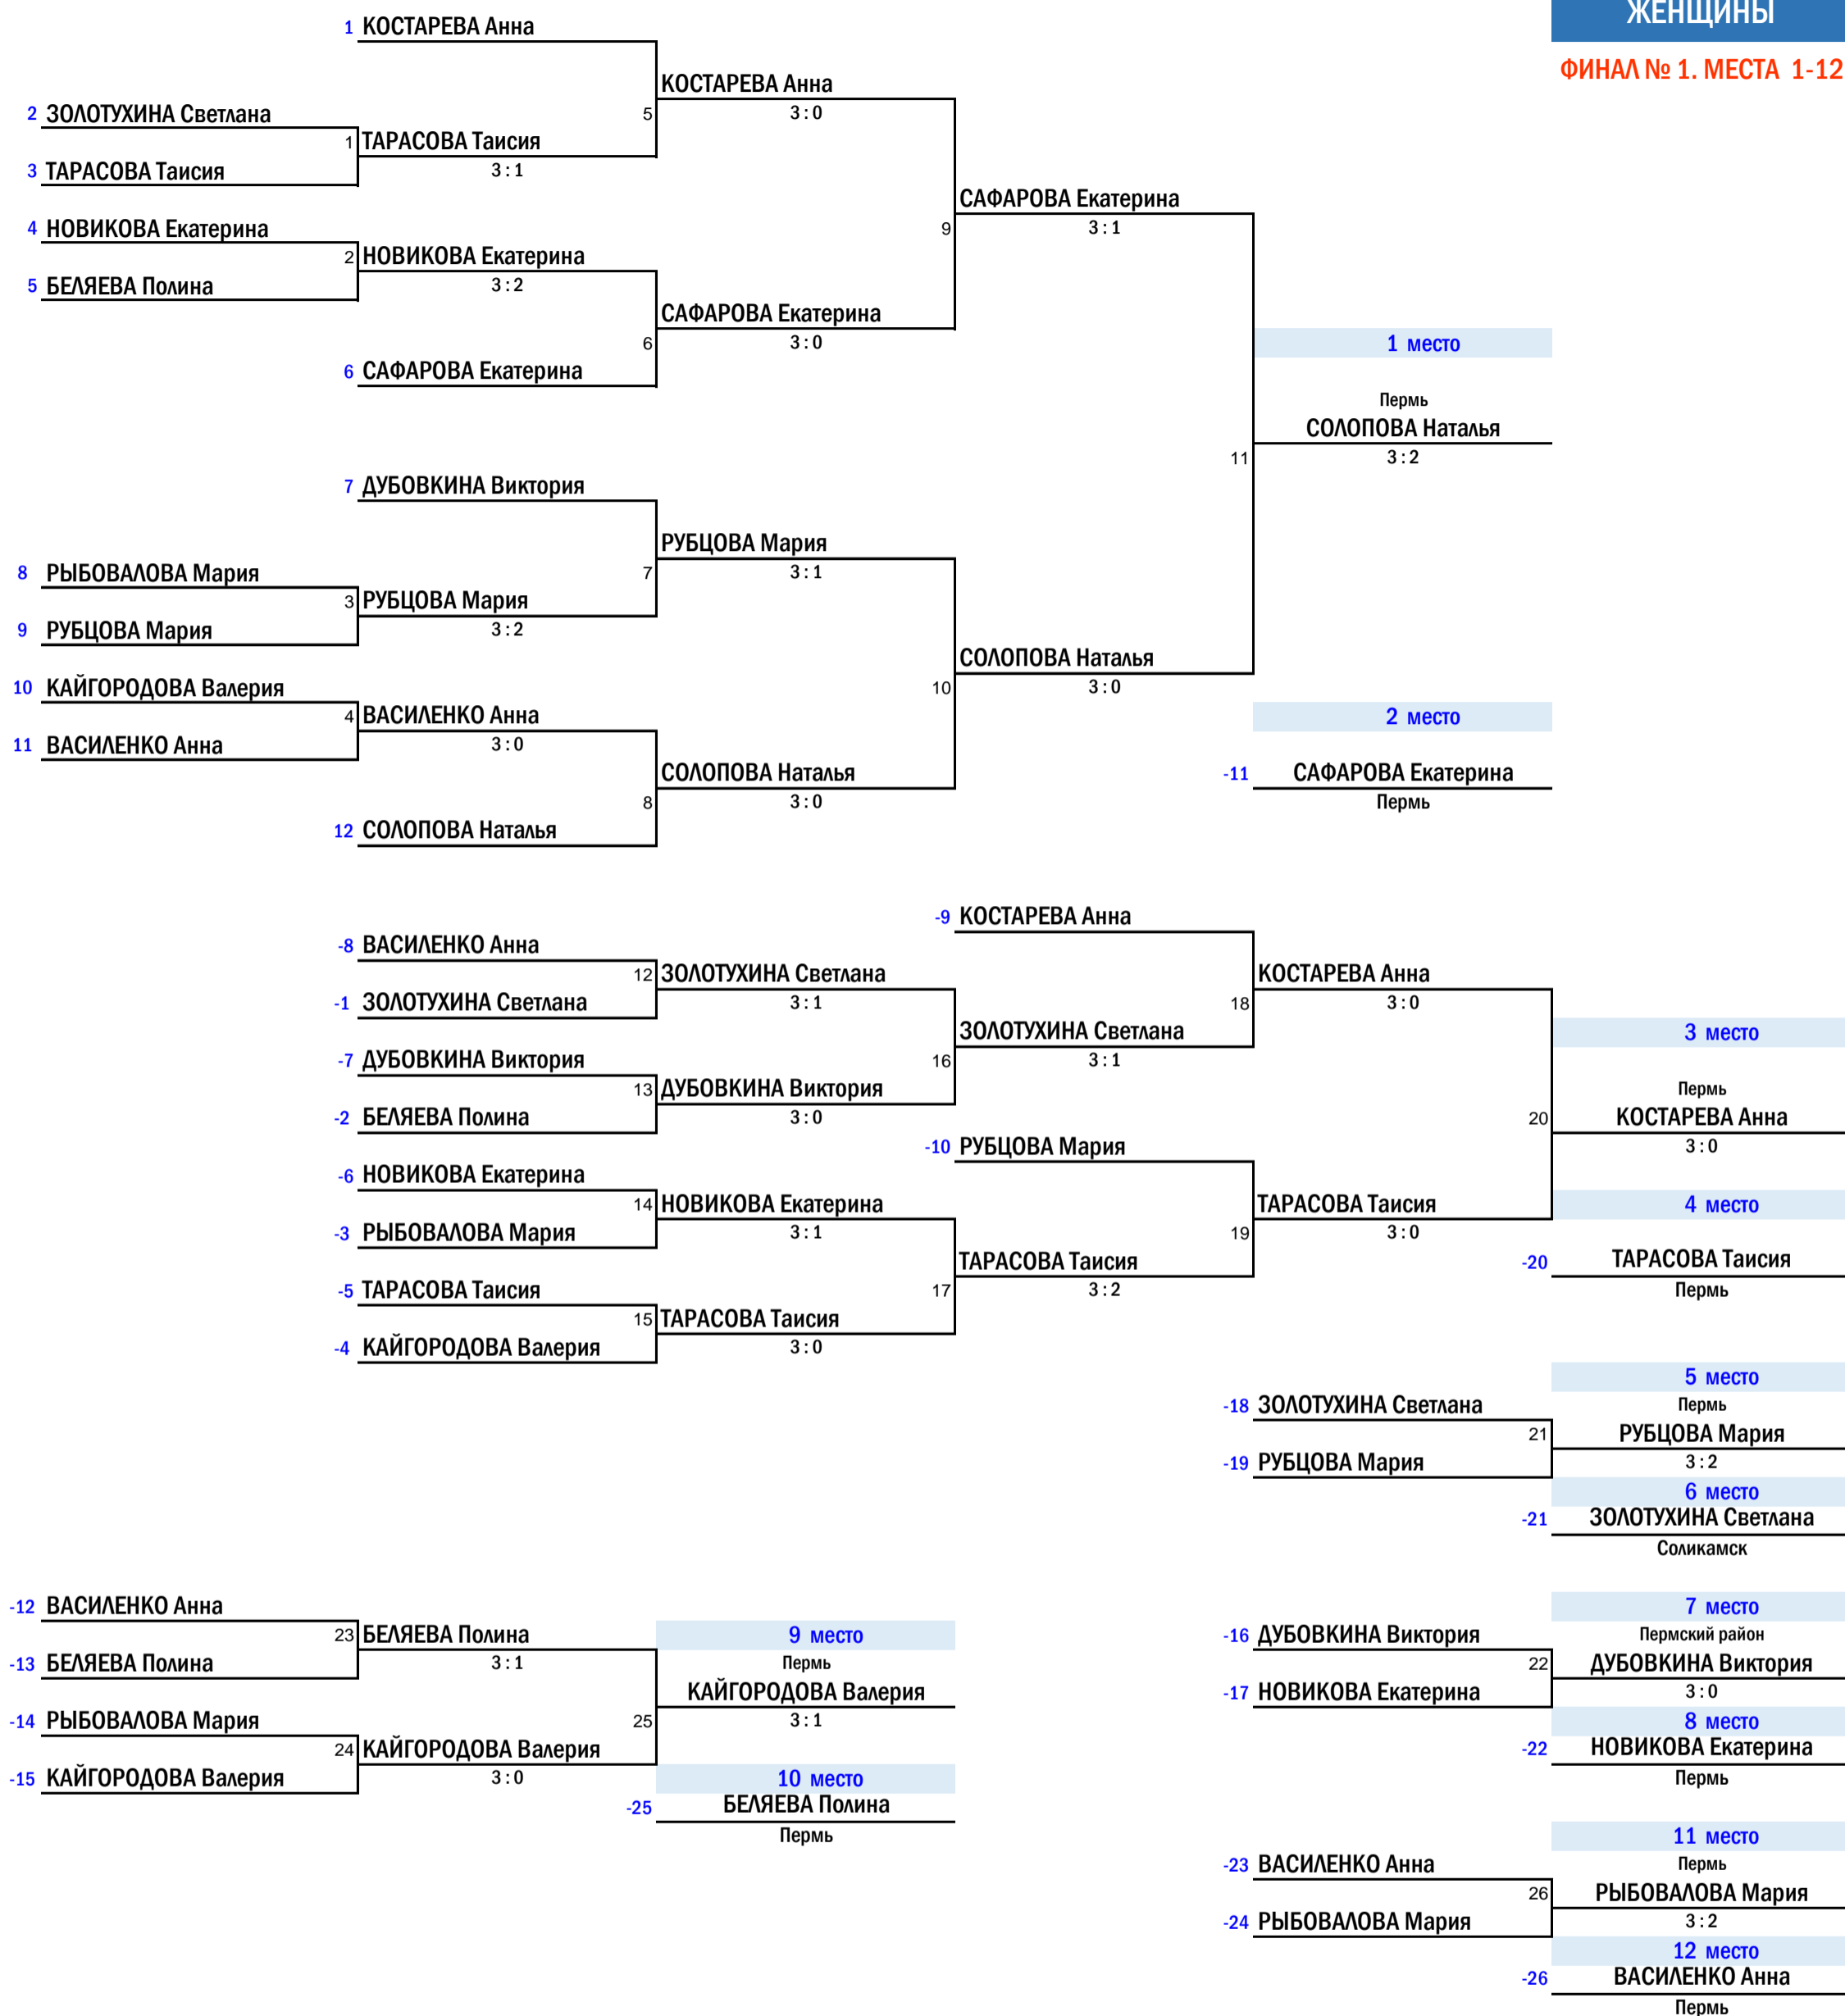 ЖЕНЩИНЫ
ФИНАЛ № 1. МЕСТА 1-12
1 КОСТАРЕВА Анна
КОСТАРЕВА Анна
2 ЗОЛОТУХИНА Светлана
5
3 : 0
1 ТАРАСОВА Таисия
3 ТАРАСОВА Таисия
3 : 1
САФАРОВА Екатерина
4 НОВИКОВА Екатерина
9
3 : 1
2 НОВИКОВА Екатерина
5 БЕЛЯЕВА Полина
3 : 2
САФАРОВА Екатерина
6
3 : 0
1 место
6 САФАРОВА Екатерина
Пермь
СОЛОПОВА Наталья
11
3 : 2
7 ДУБОВКИНА Виктория
РУБЦОВА Мария
8 РЫБОВАЛОВА Мария
7
3 : 1
3 РУБЦОВА Мария
9 РУБЦОВА Мария
3 : 2
СОЛОПОВА Наталья
10 КАЙГОРОДОВА Валерия
10
3 : 0
4 ВАСИЛЕНКО Анна
2 место
11 ВАСИЛЕНКО Анна
3 : 0
СОЛОПОВА Наталья
-11 САФАРОВА Екатерина
8
3 : 0
Пермь
12 СОЛОПОВА Наталья
-9 КОСТАРЕВА Анна
-8 ВАСИЛЕНКО Анна
12 ЗОЛОТУХИНА Светлана
КОСТАРЕВА Анна
-1 ЗОЛОТУХИНА Светлана
3 : 1
18
3 : 0
ЗОЛОТУХИНА Светлана
3 место
-7 ДУБОВКИНА Виктория
16
3 : 1
13 ДУБОВКИНА Виктория
Пермь
-2 БЕЛЯЕВА Полина
3 : 0
20
КОСТАРЕВА Анна
-10 РУБЦОВА Мария
3 : 0
-6 НОВИКОВА Екатерина
14 НОВИКОВА Екатерина
ТАРАСОВА Таисия
4 место
-3 РЫБОВАЛОВА Мария
3 : 1
19
3 : 0
ТАРАСОВА Таисия
-20 ТАРАСОВА Таисия
-5 ТАРАСОВА Таисия
17
3 : 2
Пермь
15 ТАРАСОВА Таисия
-4 КАЙГОРОДОВА Валерия
3 : 0
5 место
-18 ЗОЛОТУХИНА Светлана
Пермь
21
РУБЦОВА Мария
-19 РУБЦОВА Мария
3 : 2
6 место
-21 ЗОЛОТУХИНА Светлана
Соликамск
-12 ВАСИЛЕНКО Анна
7 место
23 БЕЛЯЕВА Полина
9 место
-16 ДУБОВКИНА Виктория
Пермский район
-13 БЕЛЯЕВА Полина
3 : 1
Пермь
22
ДУБОВКИНА Виктория
КАЙГОРОДОВА Валерия
-17 НОВИКОВА Екатерина
3 : 0
-14 РЫБОВАЛОВА Мария
25
3 : 1
8 место
24 КАЙГОРОДОВА Валерия
-22 НОВИКОВА Екатерина
-15 КАЙГОРОДОВА Валерия
3 : 0
10 место
Пермь
-25 БЕЛЯЕВА Полина
Пермь
11 место
-23 ВАСИЛЕНКО Анна
Пермь
26
РЫБОВАЛОВА Мария
-24 РЫБОВАЛОВА Мария
3 : 2
12 место
-26 ВАСИЛЕНКО Анна
Пермь